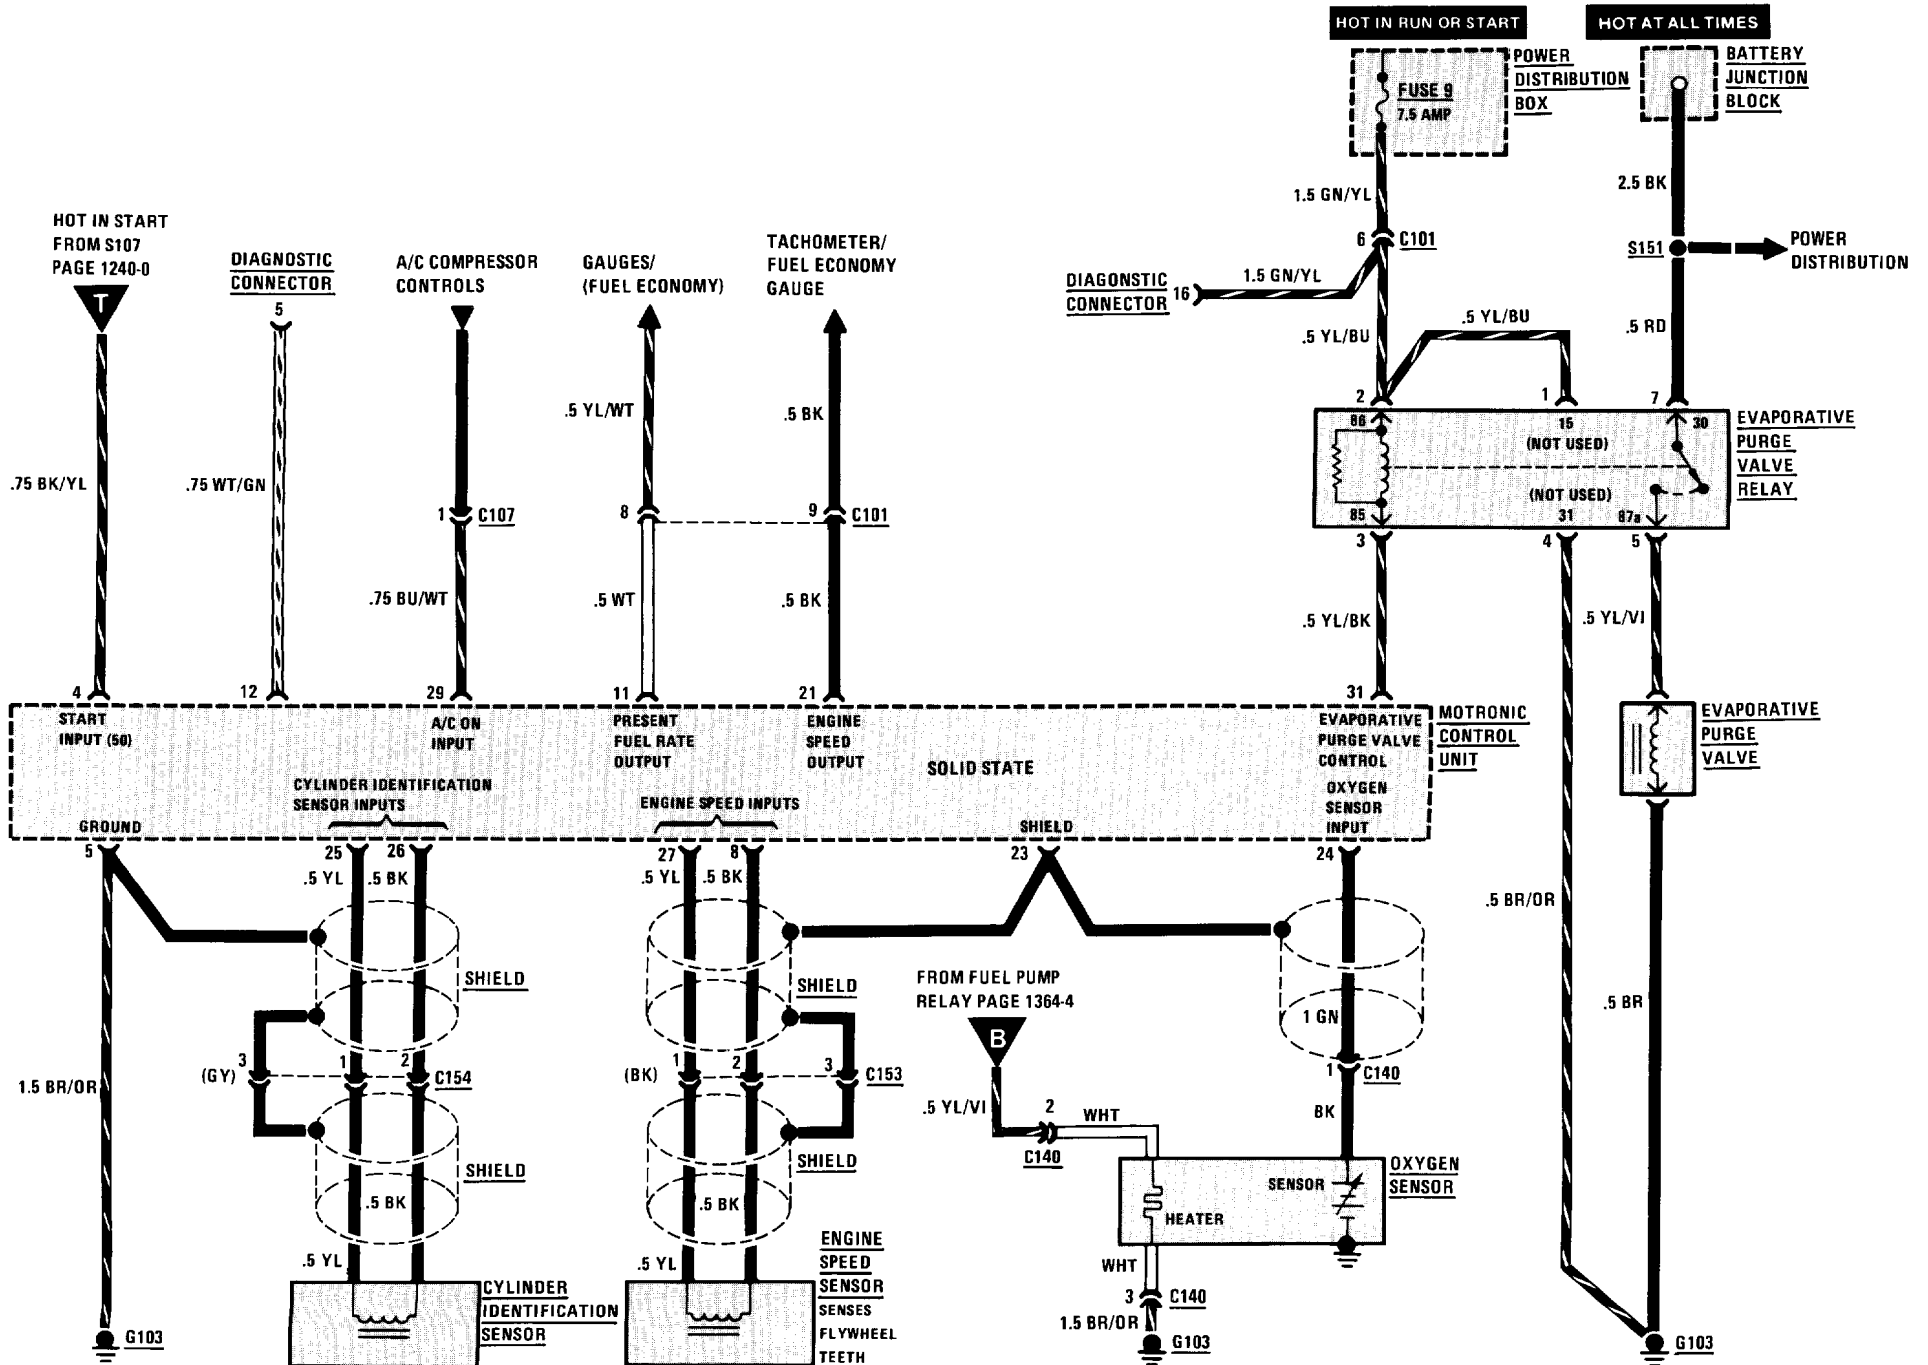 HOT IN RUN OR START
HOT AT ALL TIMES
POWER
DISTRIBUTION
BOX
FUSE 9
7.5 AMP
BATTERY
JUNCTION
BLOCK
1.5 GN/YL
2.5 BK
6
C101
S151
POWER
DISTRIBUTION
DIAGONSTIC
CONNECTOR
16
1.5 GN/YL
.5 YL/BU
.5 YL/BU
.5 RD
HOT IN START
FROM S107
PAGE 1240-0
T
DIAGNOSTIC
CONNECTOR
5
A/C COMPRESSOR
CONTROLS
GAUGES/
(FUEL ECONOMY)
TACHOMETER/
FUEL ECONOMY
GAUGE
2
1
7
86
15
30
(NOT USED)
(NOT USED)
85
31
87a
3
4
5
EVAPORATIVE
PURGE
VALVE
RELAY
.5 YL/WT
.5 BK
.75 BK/YL
.75 WT/GN
1
C107
8
9
C101
.75 BU/WT
.5 WT
.5 BK
.5 YL/BK
.5 YL/VI
4
12
29
11
21
31
START
INPUT (50)
A/C ON
INPUT
PRESENT
FUEL RATE
OUTPUT
ENGINE
SPEED
OUTPUT
SOLID STATE
EVAPORATIVE
PURGE VALVE
CONTROL
OXYGEN
SENSOR
INPUT
MOTRONIC
CONTROL
UNIT
EVAPORATIVE
PURGE
VALVE
CYLINDER IDENTIFICATION
SENSOR INPUTS
ENGINE SPEED INPUTS
GROUND
SHIELD
5
25
26
27
8
23
24
.5 YL
.5 BK
.5 YL
.5 BK
.5 BR/OR
SHIELD
SHIELD
FROM FUEL PUMP
RELAY PAGE 1364-4
B
1 GN
.5 BR
1.5 BR/OR
3
(GY)
1
2
C154
(BK)
1
2
3
C153
1
C140
.5 YL/VI
2
WHT
C140
BK
SHIELD
SHIELD
.5 BK
.5 BK
SENSOR
HEATER
OXYGEN
SENSOR
.5 YL
.5 YL
WHT
3
C140
1.5 BR/OR
G103
G103
G103
CYLINDER
IDENTIFICATION
SENSOR
ENGINE
SPEED
SENSOR
SENSES
FLYWHEEL
TEETH